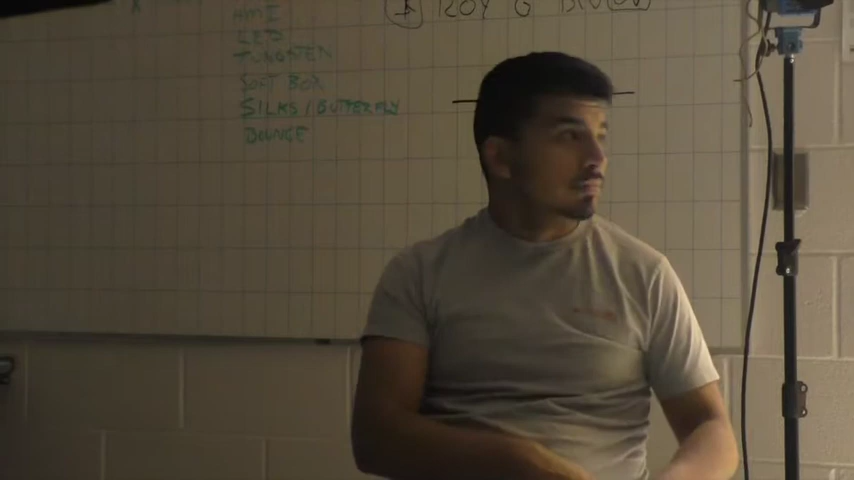 ROY G BIV
HMI
LED
TUNGSTEN
SOFT BOX
SILKS / BUTTERFLY
BOUNCE